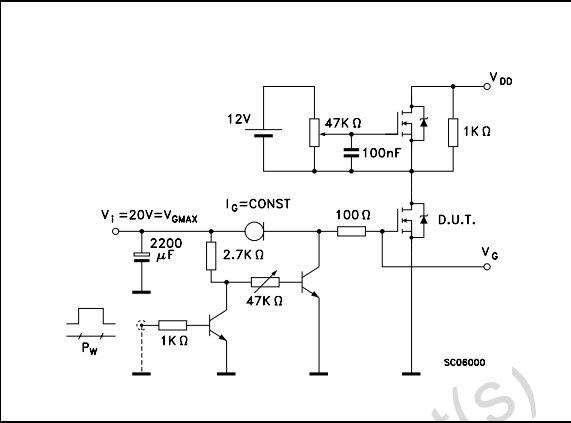 V_DD
12V
47K Ω
1K Ω
100nF
I_G=CONST
V_i =20V=V_GMAX
100 Ω
D.U.T.
2200
μF
2.7K Ω
V_G
47K Ω
1K Ω
P_W
SC06000
t(s)